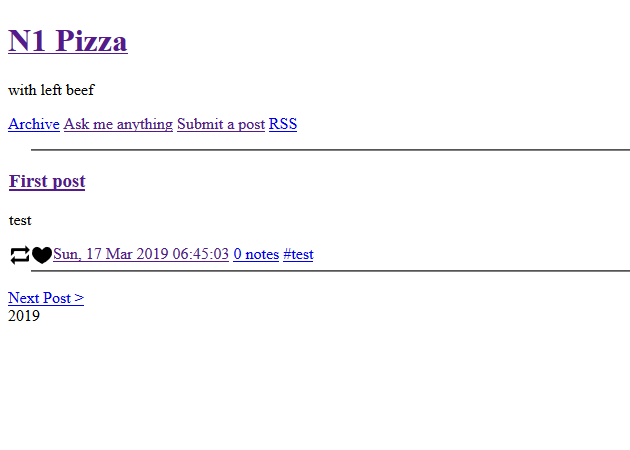 N1 Pizza
with left beef
Archive Ask me anything Submit a post RSS
First post
test
Sun, 17 Mar 2019 06:45:03 0 notes #test
Next Post >
2019